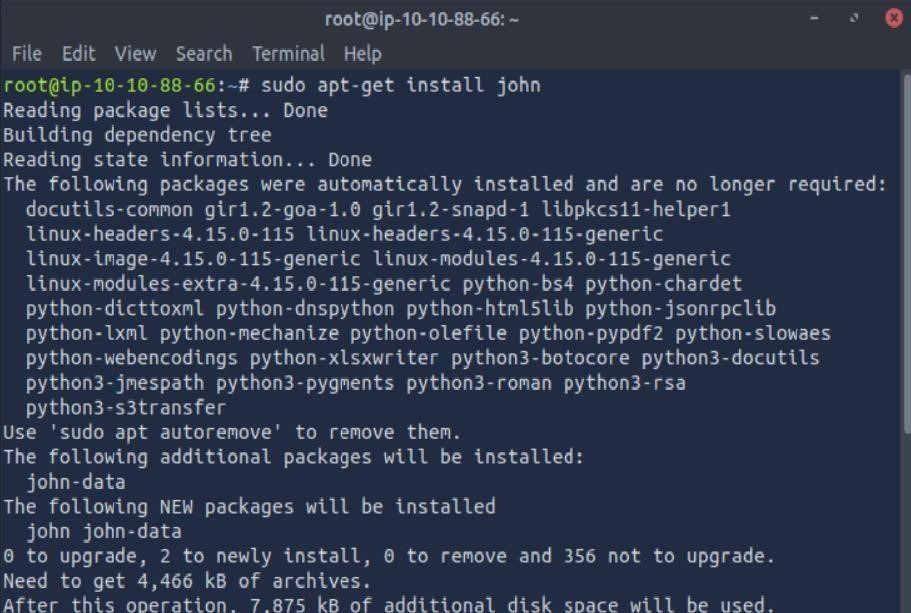 root@ip-10-10-88-66: ~
File Edit View Search Terminal Help
root@ip-10-10-88-66:~# sudo apt-get install john
Reading package lists... Done
Building dependency tree
Reading state information... Done
The following packages were automatically installed and are no longer required:
docutils-common gir1.2-goa-1.0 gir1.2-snapd-1 libpkcs11-helper1
linux-headers-4.15.0-115 linux-headers-4.15.0-115-generic
linux-image-4.15.0-115-generic linux-modules-4.15.0-115-generic
linux-modules-extra-4.15.0-115-generic python-bs4 python-chardet
python-dicttoxml python-dnspython python-html5lib python-jsonrpclib
python-lxml python-mechanize python-olefile python-pypdf2 python-slowaes
python-webencodings python-xlsxwriter python3-botocore python3-docutils
python3-jmespath python3-pygments python3-roman python3-rsa
python3-s3transfer
Use 'sudo apt autoremove' to remove them.
The following additional packages will be installed:
john-data
The following NEW packages will be installed
john john-data
0 to upgrade, 2 to newly install, 0 to remove and 356 not to upgrade.
Need to get 4,466 kB of archives.
After this operation, 7,875 kB of additional disk space will be used.